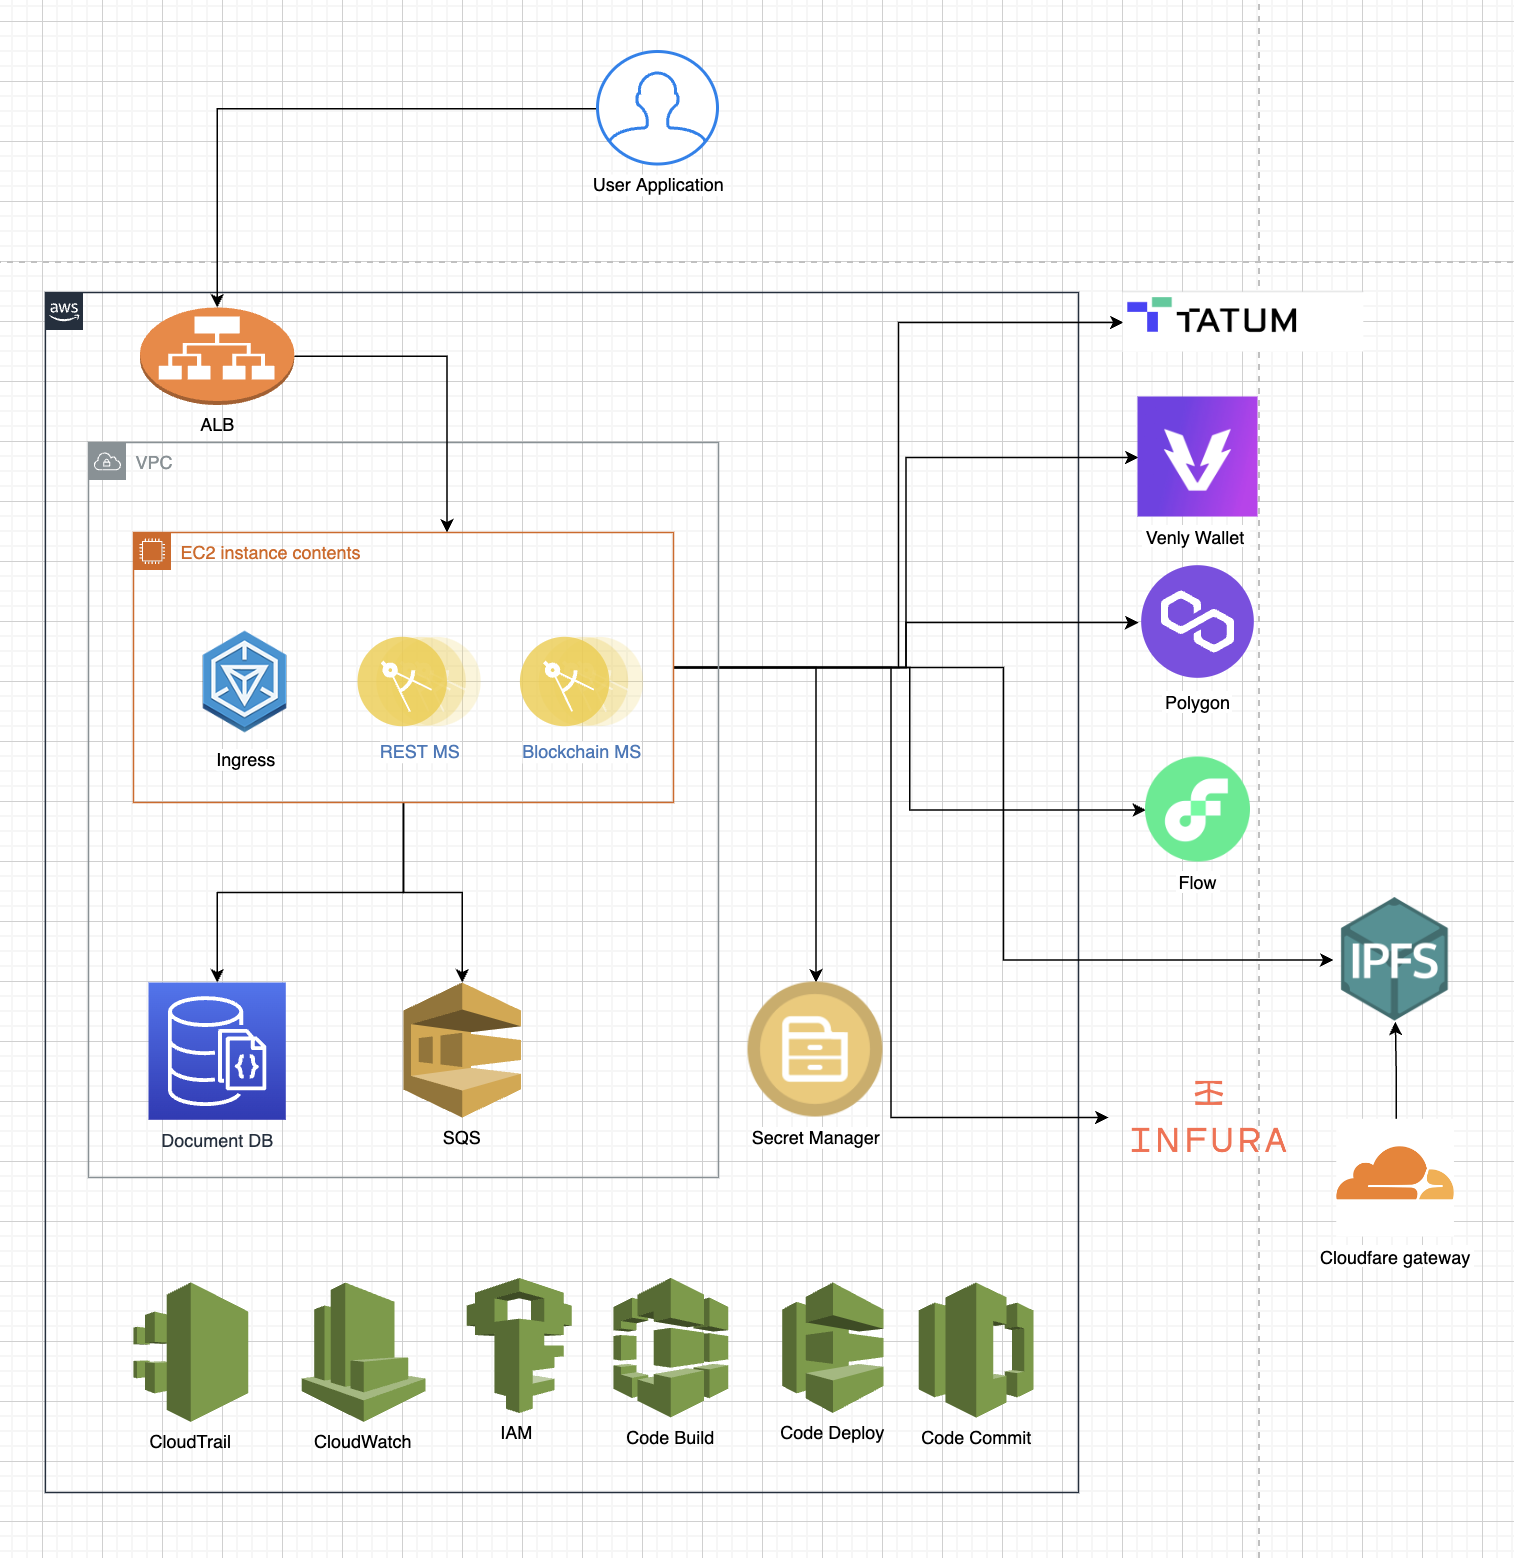 User Application
aws
TATUM
ALB
VPC
Venly Wallet
EC2 instance contents
Polygon
Ingress
REST MS
Blockchain MS
Flow
IPFS
{}
Document DB
SQS
Secret Manager
INFURA
Cloudfare gateway
CloudTrail
CloudWatch
IAM
Code Build
Code Deploy
Code Commit